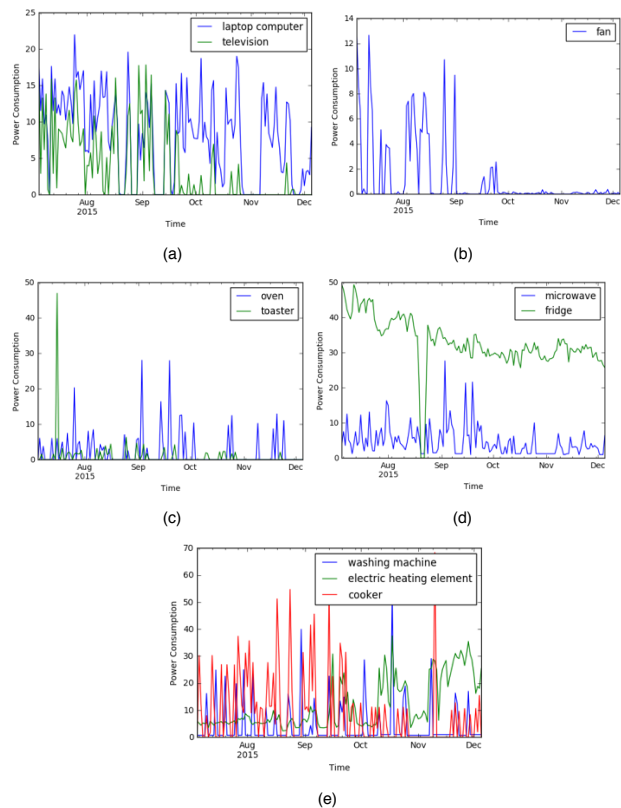 25
20
15
10
5
0
Power Consumption
laptop computer
television
Aug
2015
Sep
Oct
Nov
Dec
Time
(a)
14
12
10
8
6
4
2
0
Power Consumption
fan
Aug
2015
Sep
Oct
Nov
Dec
Time
(b)
50
40
30
20
10
0
Power Consumption
oven
toaster
Aug
2015
Sep
Oct
Nov
Dec
Time
(c)
50
40
30
20
10
0
Power Consumption
microwave
fridge
Aug
2015
Sep
Oct
Nov
Dec
Time
(d)
70
60
50
40
30
20
10
0
Power Consumption
washing machine
electric heating element
cooker
Aug
2015
Sep
Oct
Nov
Dec
Time
(e)